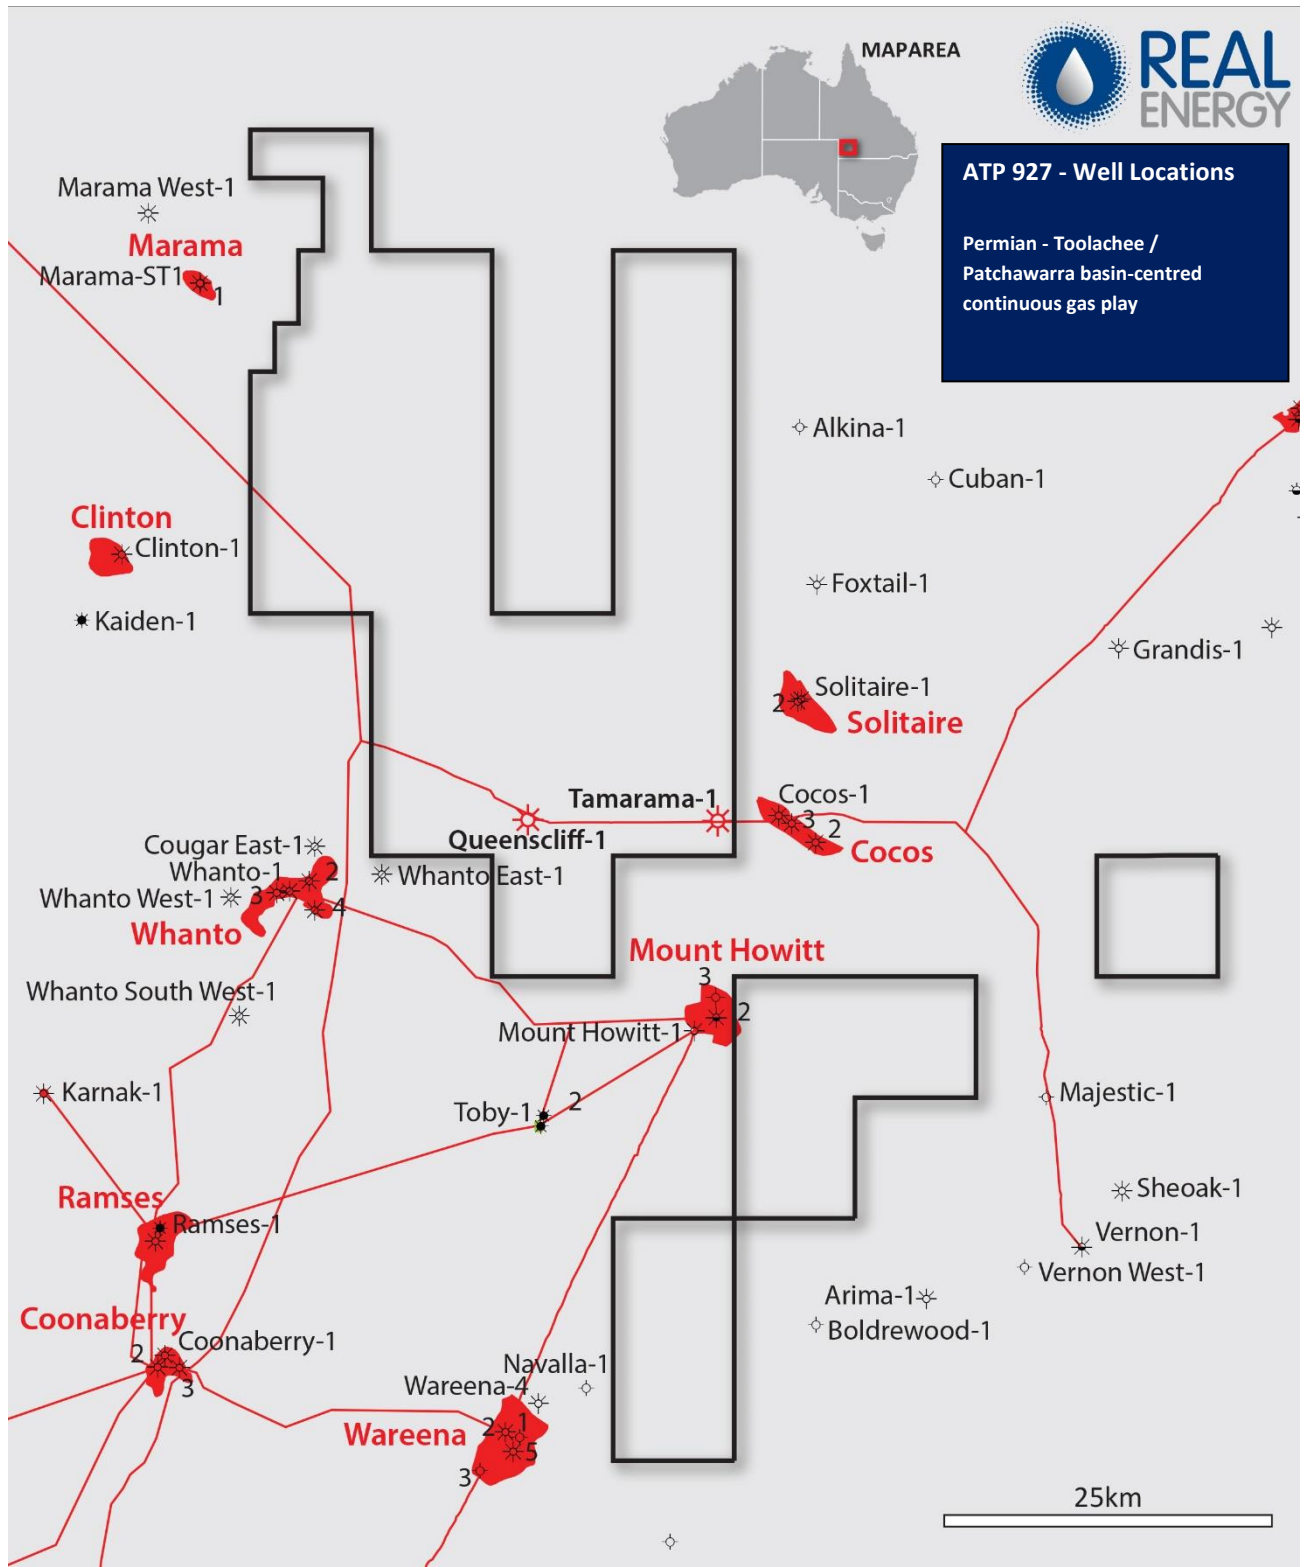 MAPAREA
REAL
ENERGY
ATP 927 - Well Locations
Permian - Toolachee /
Patchawarra basin-centred
continuous gas play
Marama West-1
Marama
Marama-ST1
1
Alkina-1
Cuban-1
Clinton
Clinton-1
Foxtail-1
Kaiden-1
Grandis-1
Solitaire-1
2
Solitaire
Tamarama-1
Cocos-1
3
2
Queenscliff-1
Cocos
Cougar East-1
Whanto-1
2
Whanto East-1
Whanto West-1
3
4
Whanto
Mount Howitt
3
Whanto South West-1
2
Mount Howitt-1
Karnak-1
Toby-1
2
Majestic-1
Ramses
Sheoak-1
Ramses-1
Vernon-1
Vernon West-1
Arima-1
Coonaberry
Boldrewood-1
Coonaberry-1
2
3
Navalla-1
Wareena-4
2
1
Wareena
5
3
25km